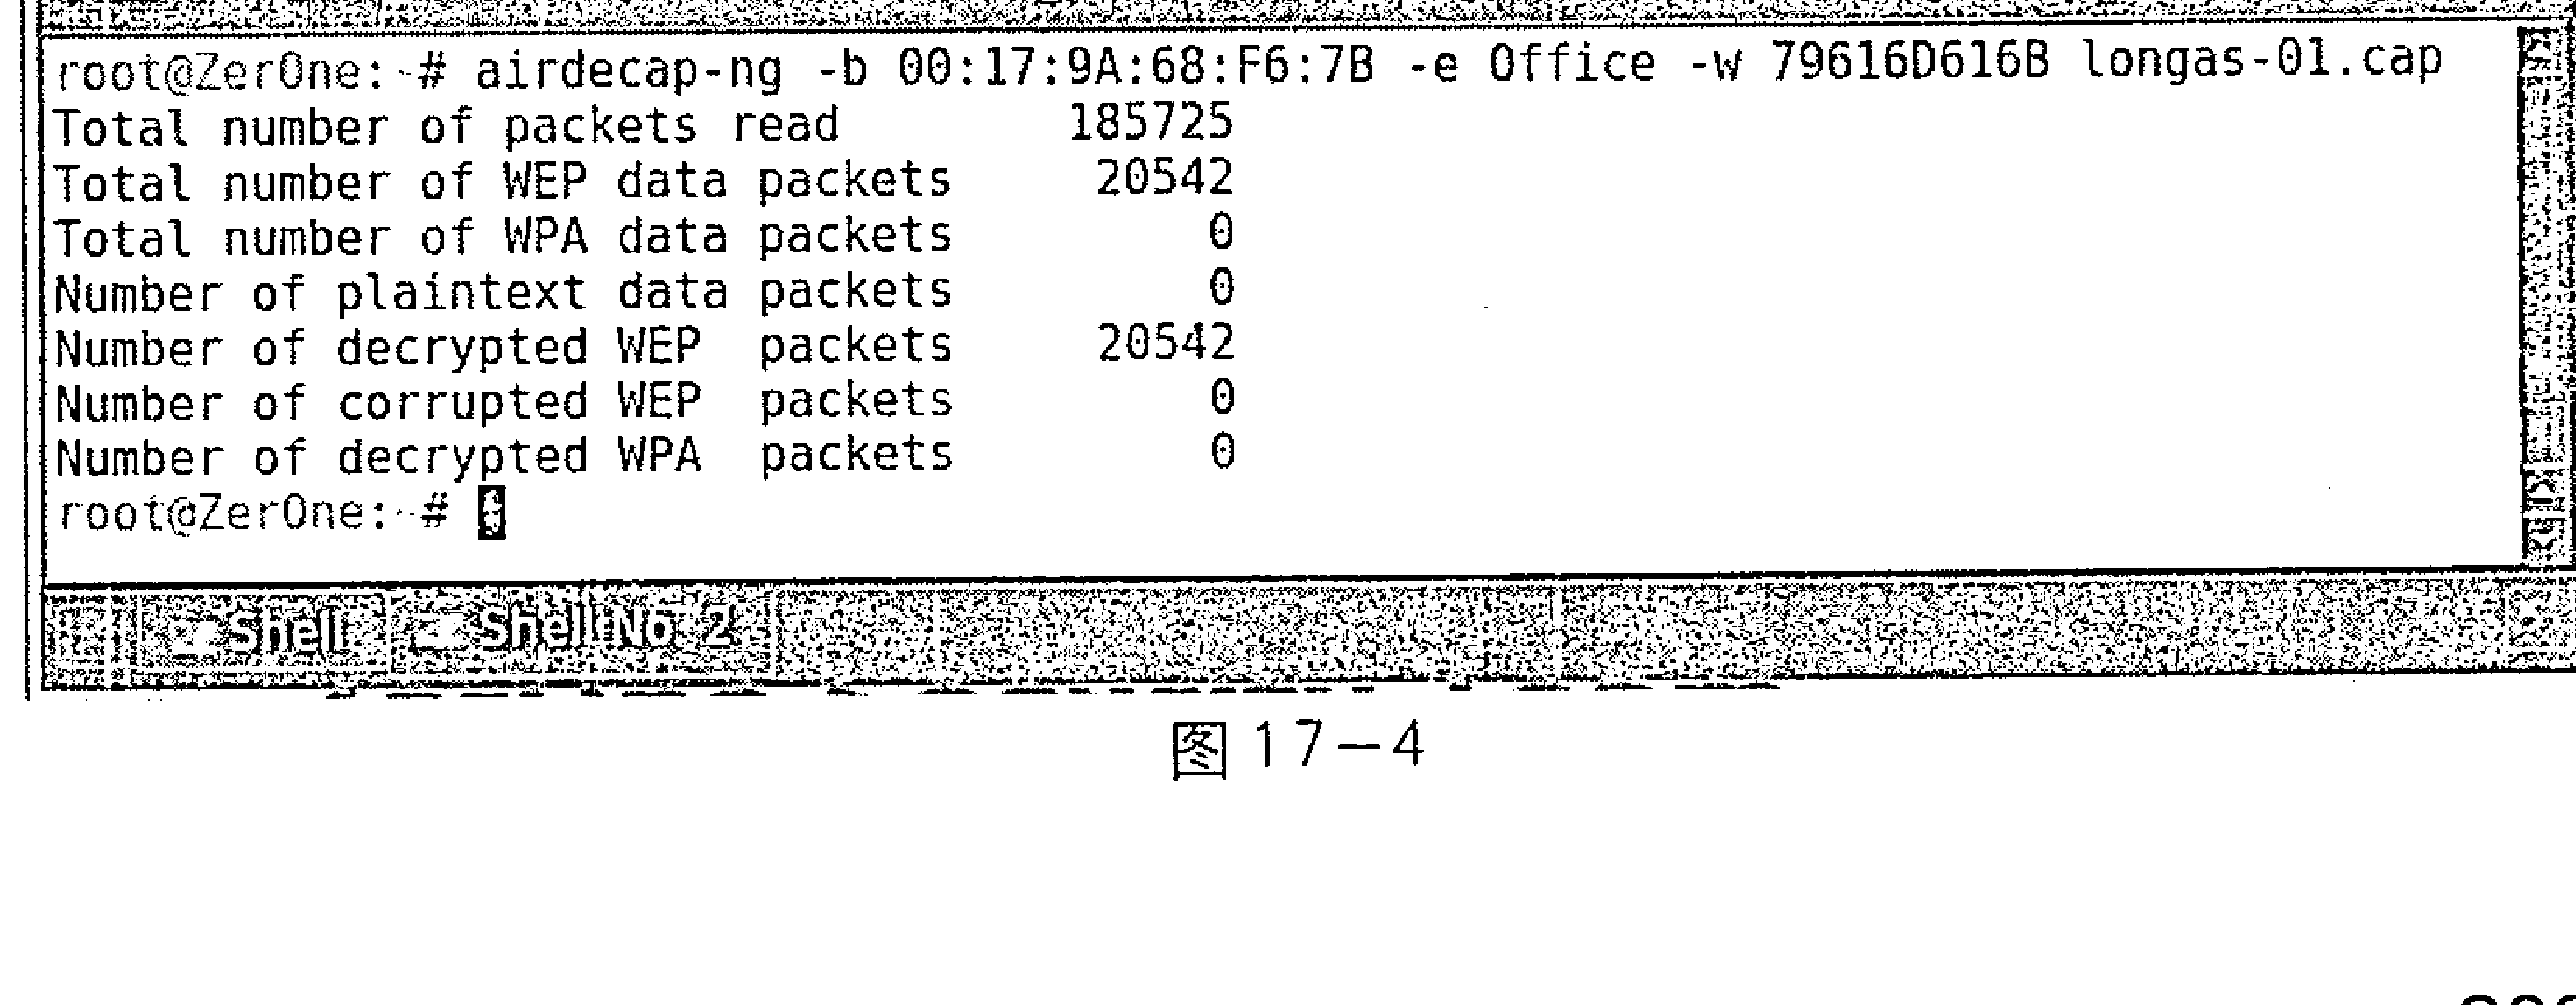 root@ZerOne:~# airdecap-ng -b 00:17:9A:68:F6:7B -e Office -w 79616D616B longas-01.cap
Total number of packets read 185725
Total number of WEP data packets 20542
Total number of WPA data packets 0
Number of plaintext data packets 0
Number of decrypted WEP packets 20542
Number of corrupted WEP packets 0
Number of decrypted WPA packets 0
root@ZerOne:~#
Shell Shell No 2
图 17-4